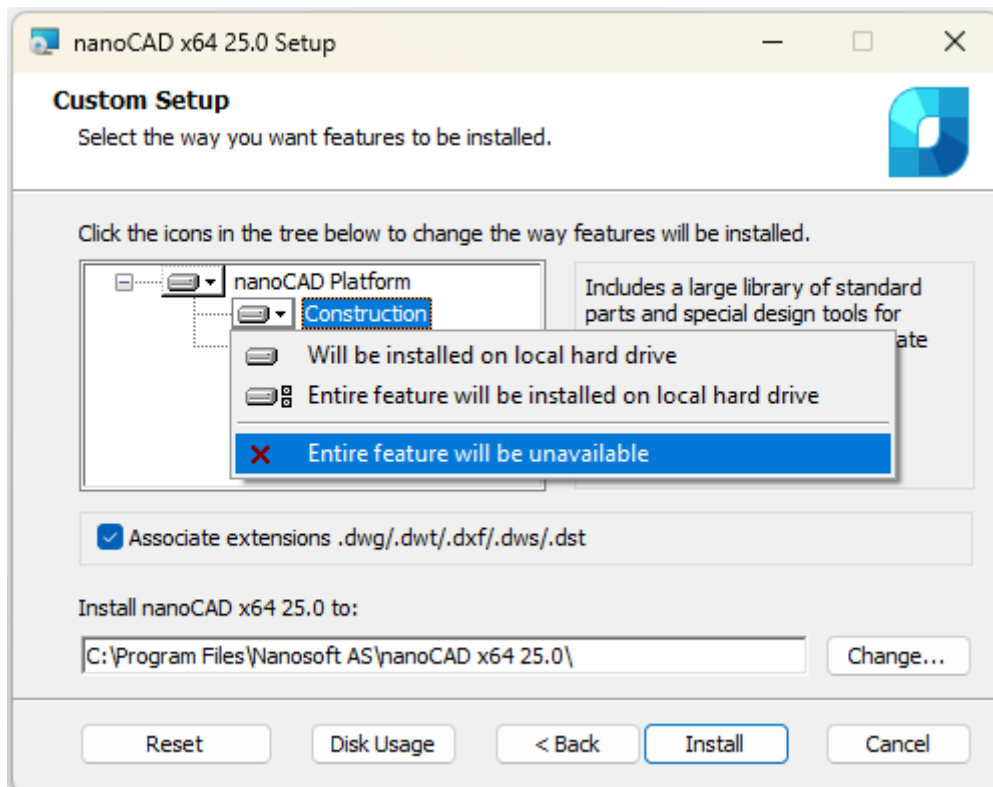 nanoCAD x64 25.0 Setup
Custom Setup
Select the way you want features to be installed.
Click the icons in the tree below to change the way features will be installed.
nanoCAD Platform
Construction
Includes a large library of standard
parts and special design tools for
ate
Will be installed on local hard drive
Entire feature will be installed on local hard drive
Entire feature will be unavailable
Associate extensions .dwg/.dwt/.dxf/.dws/.dst
Install nanoCAD x64 25.0 to:
C:\Program Files\Nanosoft AS\nanoCAD x64 25.0\
Change...
Reset
Disk Usage
< Back
Install
Cancel